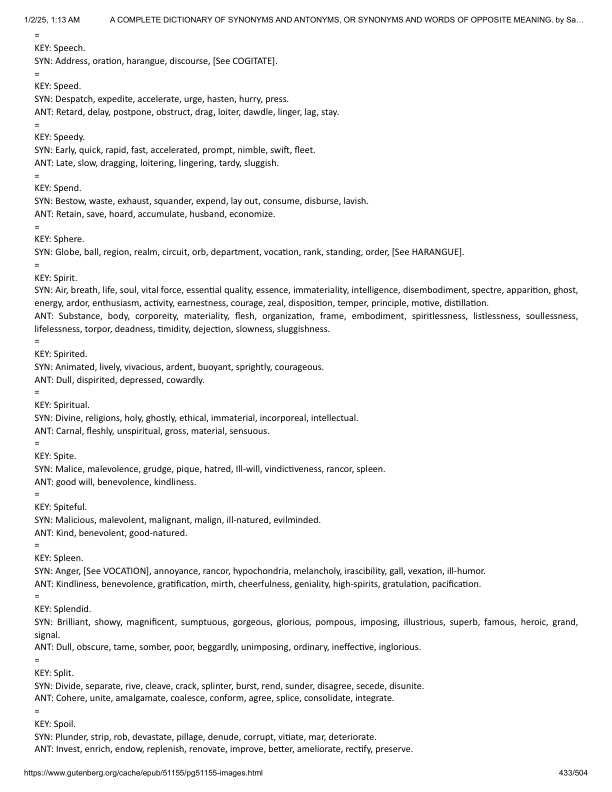 1/2/25, 1:13 AM A COMPLETE DICTIONARY OF SYNONYMS AND ANTONYMS, OR SYNONYMS AND WORDS OF OPPOSITE MEANING. by Sa…
=
KEY: Speech.
SYN: Address, oration, harangue, discourse, [See COGITATE].
=
KEY: Speed.
SYN: Despatch, expedite, accelerate, urge, hasten, hurry, press.
ANT: Retard, delay, postpone, obstruct, drag, loiter, dawdle, linger, lag, stay.
=
KEY: Speedy.
SYN: Early, quick, rapid, fast, accelerated, prompt, nimble, swift, fleet.
ANT: Late, slow, dragging, loitering, lingering, tardy, sluggish.
=
KEY: Spend.
SYN: Bestow, waste, exhaust, squander, expend, lay out, consume, disburse, lavish.
ANT: Retain, save, hoard, accumulate, husband, economize.
=
KEY: Sphere.
SYN: Globe, ball, region, realm, circuit, orb, department, vocation, rank, standing, order, [See HARANGUE].
=
KEY: Spirit.
SYN: Air, breath, life, soul, vital force, essential quality, essence, immateriality, intelligence, disembodiment, spectre, apparition, ghost,
energy, ardor, enthusiasm, activity, earnestness, courage, zeal, disposition, temper, principle, motive, distillation.
ANT: Substance, body, corporeity, materiality, flesh, organization, frame, embodiment, spiritlessness, listlessness, soullessness,
lifelessness, torpor, deadness, timidity, dejection, slowness, sluggishness.
=
KEY: Spirited.
SYN: Animated, lively, vivacious, ardent, buoyant, sprightly, courageous.
ANT: Dull, dispirited, depressed, cowardly.
=
KEY: Spiritual.
SYN: Divine, religions, holy, ghostly, ethical, immaterial, incorporeal, intellectual.
ANT: Carnal, fleshly, unspiritual, gross, material, sensuous.
=
KEY: Spite.
SYN: Malice, malevolence, grudge, pique, hatred, Ill-will, vindictiveness, rancor, spleen.
ANT: good will, benevolence, kindliness.
=
KEY: Spiteful.
SYN: Malicious, malevolent, malignant, malign, ill-natured, evilminded.
ANT: Kind, benevolent, good-natured.
=
KEY: Spleen.
SYN: Anger, [See VOCATION], annoyance, rancor, hypochondria, melancholy, irascibility, gall, vexation, ill-humor.
ANT: Kindliness, benevolence, gratification, mirth, cheerfulness, geniality, high-spirits, gratulation, pacification.
=
KEY: Splendid.
SYN: Brilliant, showy, magnificent, sumptuous, gorgeous, glorious, pompous, imposing, illustrious, superb, famous, heroic, grand,
signal.
ANT: Dull, obscure, tame, somber, poor, beggardly, unimposing, ordinary, ineffective, inglorious.
=
KEY: Split.
SYN: Divide, separate, rive, cleave, crack, splinter, burst, rend, sunder, disagree, secede, disunite.
ANT: Cohere, unite, amalgamate, coalesce, conform, agree, splice, consolidate, integrate.
=
KEY: Spoil.
SYN: Plunder, strip, rob, devastate, pillage, denude, corrupt, vitiate, mar, deteriorate.
ANT: Invest, enrich, endow, replenish, renovate, improve, better, ameliorate, rectify, preserve.
https://www.gutenberg.org/cache/epub/51155/pg51155-images.html 433/504